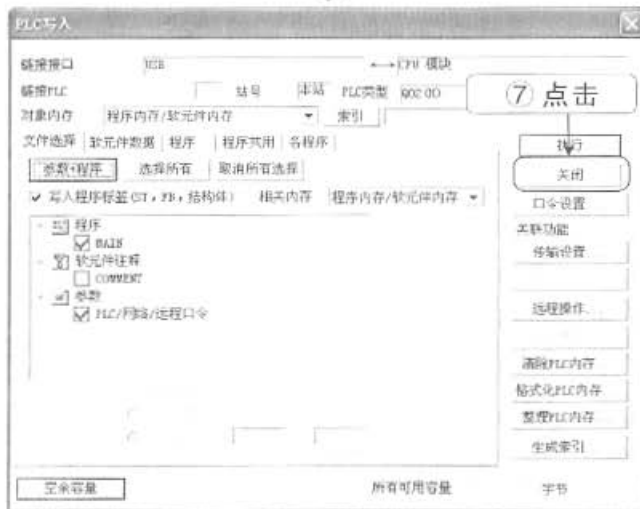 PLC写入
链接接口 USB ←→CPU 模块
链接PLC 站号 本站 PLC类型 Q02(H)
⑦ 点击
对象内存 程序内存/软元件内存 索引
文件选择 软元件数据 程序 程序共用 各程序
执行
参数+程序 选择所有 取消所有选择
关闭
写入程序标签(ST,FB,结构体) 相关内存 程序内存/软元件内存
口令设置
程序
关联功能
MAIN
传输设置
软元件注释
COMMENT
参数
PLC/网络/远程口令
远程操作...
清除PLC内存
格式化PLC内存
整理PLC内存
生成索引
空余容量 所有可用容量 字节